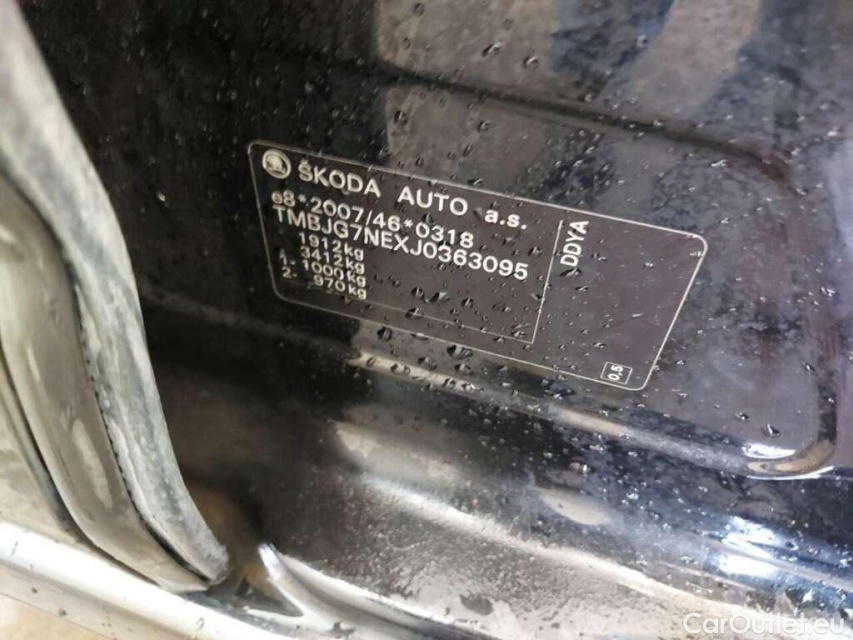 ŠKODA AUTO a.s.
e8*2007/46*0318
TMBJG7NEXJ0363095
1912kg
3412kg
1. 1000kg
2. 970kg
DDYA
0,5
CarOutlet.eu